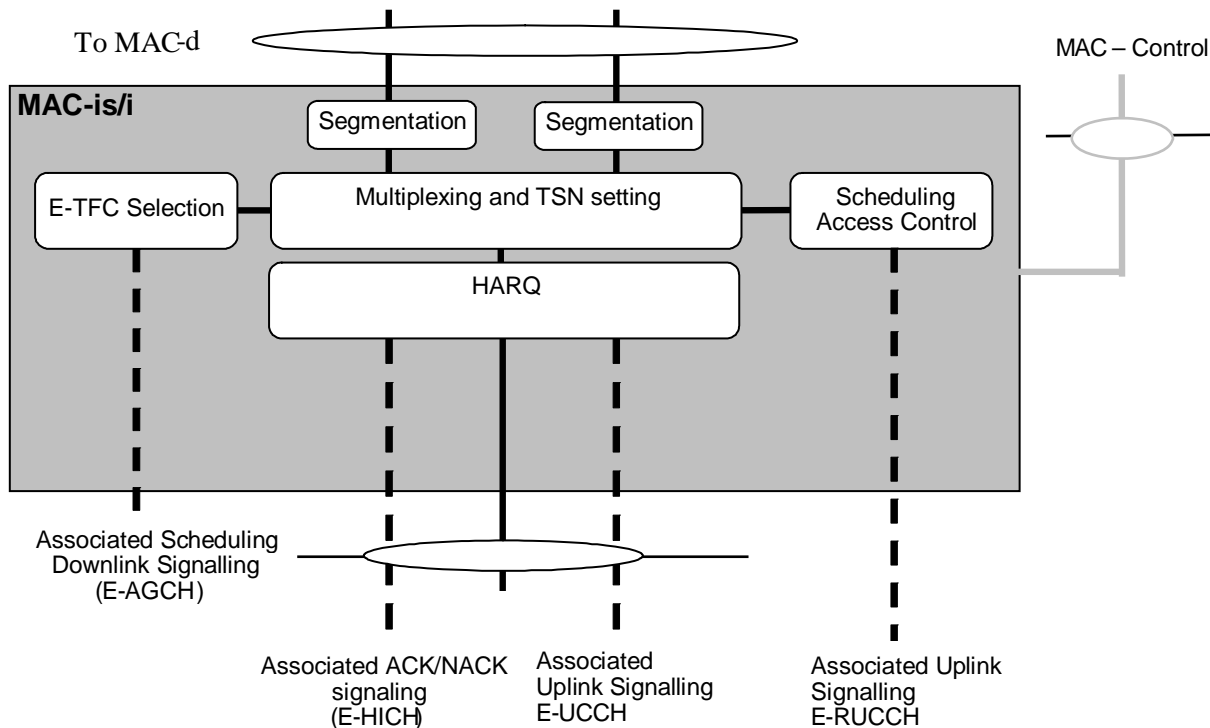 To MAC-d
MAC – Control
MAC-is/i
Segmentation
Segmentation
E-TFC Selection
Multiplexing and TSN setting
Scheduling
Access Control
HARQ
Associated Scheduling
Downlink Signalling
(E-AGCH)
Associated ACK/NACK
signaling
(E-HICH)
Associated
Uplink Signalling
E-UCCH
Associated Uplink
Signalling
E-RUCCH